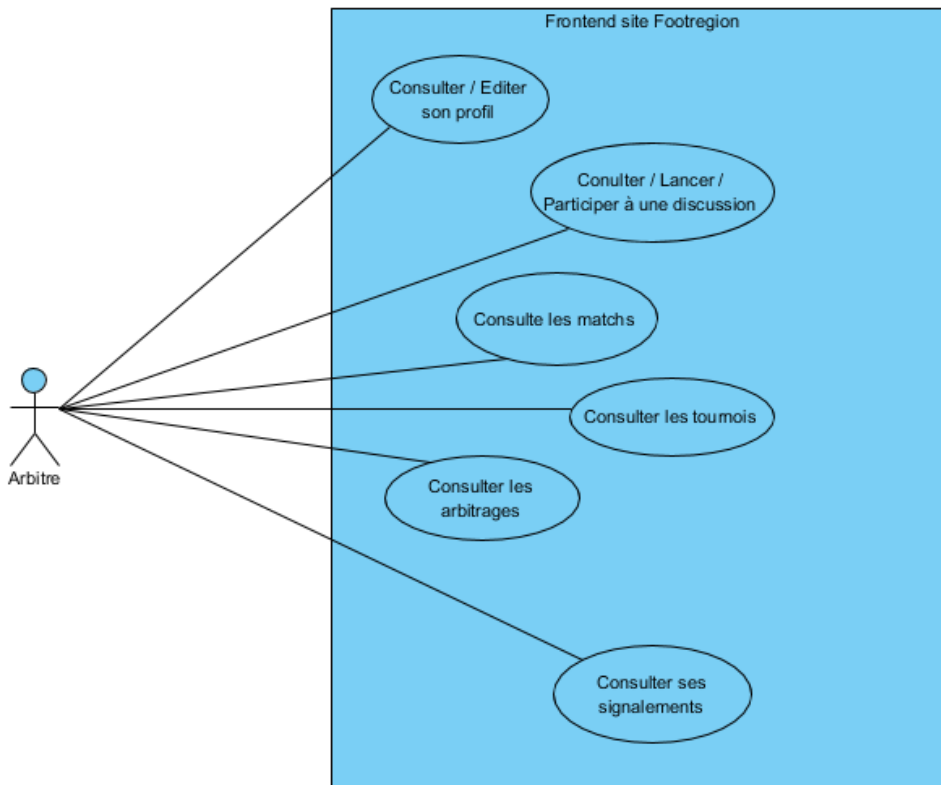 Frontend site Footregion
Consulter / Editer
son profil
Conulter / Lancer /
Participer à une discussion
Consulte les matchs
Consulter les tournois
Arbitre
Consulter les
arbitrages
Consulter ses
signalements